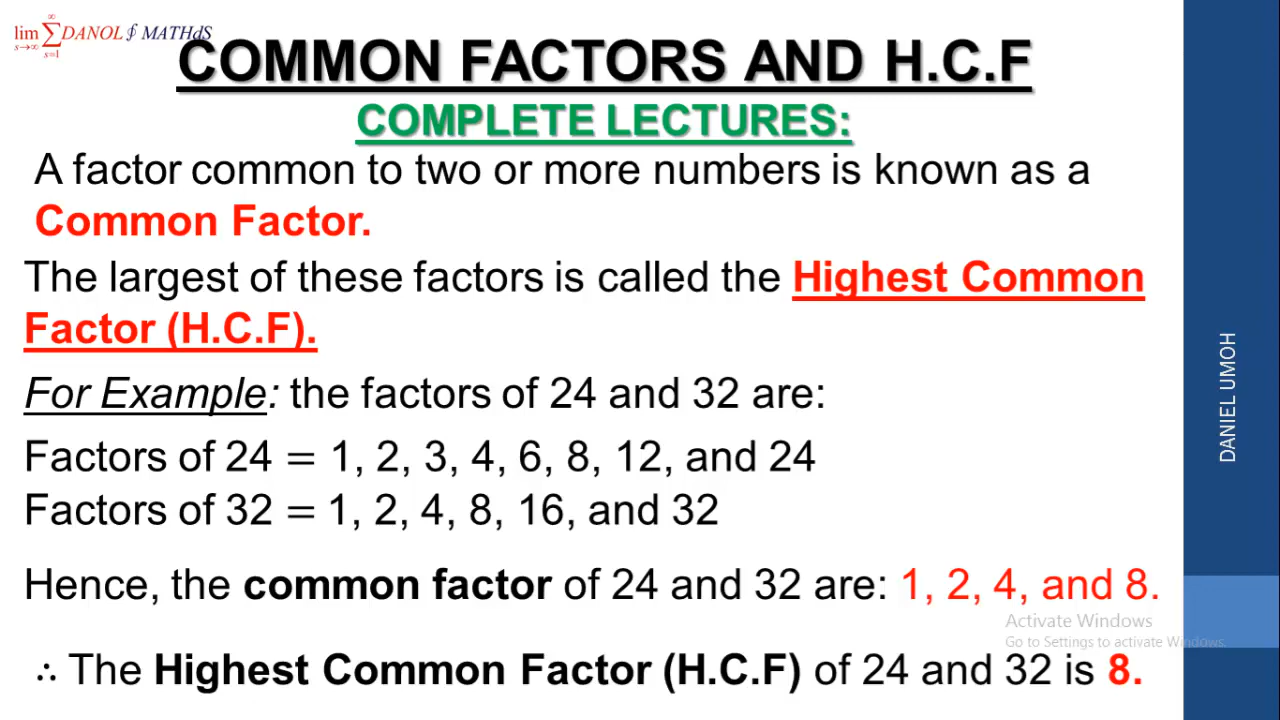 lim ∑ DANOL ∮ MATHdS
s→∞ ∞ s=1
COMMON FACTORS AND H.C.F
COMPLETE LECTURES:
A factor common to two or more numbers is known as a
Common Factor.
The largest of these factors is called the Highest Common
Factor (H.C.F).
For Example: the factors of 24 and 32 are:
Factors of 24 = 1, 2, 3, 4, 6, 8, 12, and 24
Factors of 32 = 1, 2, 4, 8, 16, and 32
Hence, the common factor of 24 and 32 are: 1, 2, 4, and 8.
∴ The Highest Common Factor (H.C.F) of 24 and 32 is 8.
DANIEL UMOH
Activate Windows
Go to Settings to activate Windows.